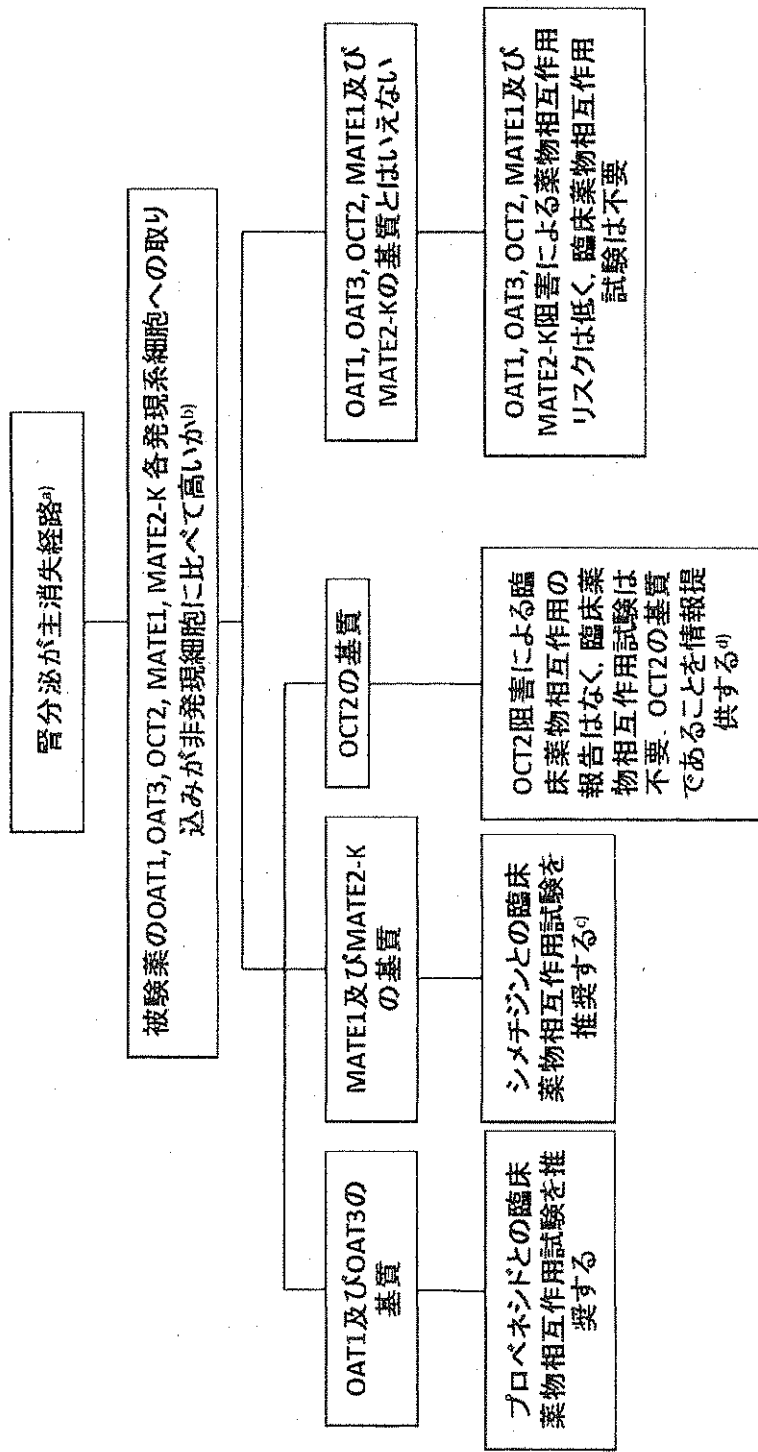 腎分泌が主消失経路a)
被験薬のOAT1, OAT3, OCT2, MATE1, MATE2-K 各発現系細胞への取り
込みが非発現細胞に比べて高いかb)
OAT1及びOAT3の
基質
プロベネシドとの臨床
薬物相互作用試験を推
奨する
MATE1及びMATE2-K
の基質
シメチジンとの臨床
薬物相互作用試験を
推奨するc)
OCT2の基質
OCT2阻害による臨
床薬物相互作用の
報告はなく、臨床薬
物相互作用試験は
不要．OCT2の基質
であることを情報提
供するd)
OAT1, OAT3, OCT2, MATE1及び
MATE2-Kの基質とはいえない
OAT1, OAT3, OCT2, MATE1及び
MATE2-K阻害による薬物相互作用
リスクは低く、臨床薬物相互作用
試験は不要